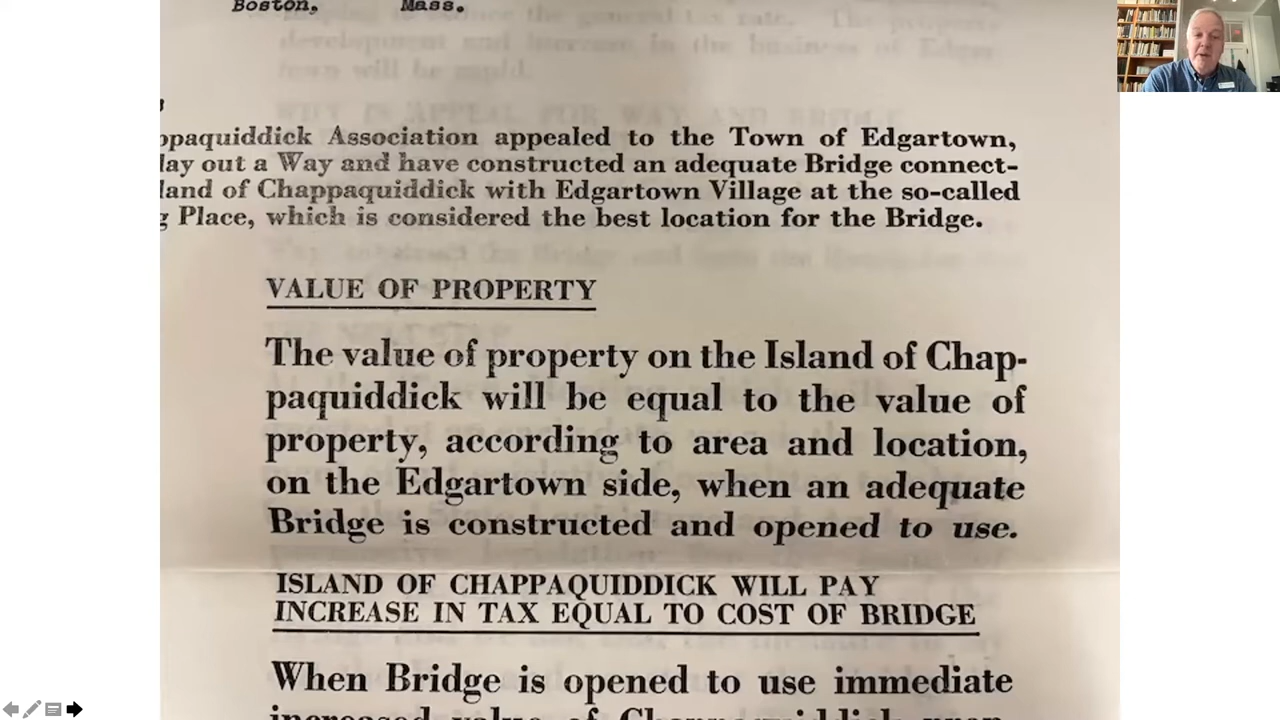 Boston, Mass.
Association appealed to the Town of Edgartown,
lay out a Way and have constructed an adequate Bridge connect-
land of Chappaquiddick with Edgartown Village at the so-called
g Place, which is considered the best location for the Bridge.
VALUE OF PROPERTY
The value of property on the Island of Chap-
paquiddick will be equal to the value of
property, according to area and location,
on the Edgartown side, when an adequate
Bridge is constructed and opened to use.
ISLAND OF CHAPPAQUIDDICK WILL PAY
INCREASE IN TAX EQUAL TO COST OF BRIDGE
When Bridge is opened to use immediate
increased value of Chappaquiddick